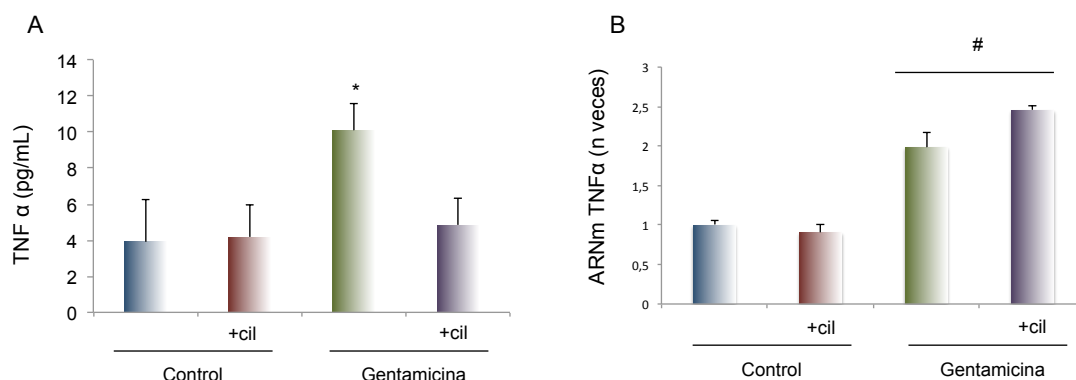 A
TNF α (pg/mL)
14
12
10
8
6
4
2
0
*
+cil
+cil
Control
Gentamicina
B
ARNm TNFα (n veces)
3
2,5
2
1,5
1
0,5
0
#
+cil
+cil
Control
Gentamicina